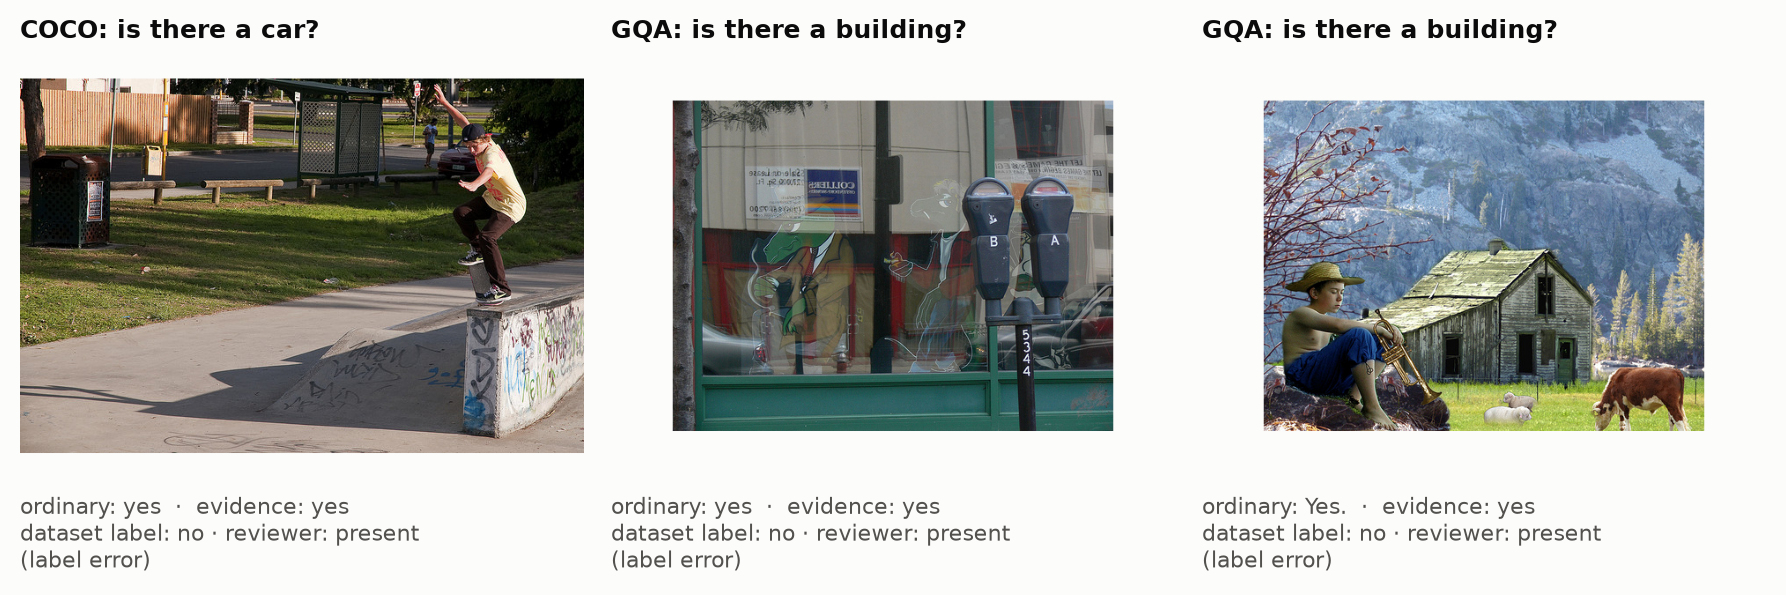 COCO: is there a car?
GQA: is there a building?
GQA: is there a building?
COLLIERS
B
A
5344
ordinary: yes · evidence: yes
dataset label: no · reviewer: present
(label error)
ordinary: yes · evidence: yes
dataset label: no · reviewer: present
(label error)
ordinary: Yes. · evidence: yes
dataset label: no · reviewer: present
(label error)